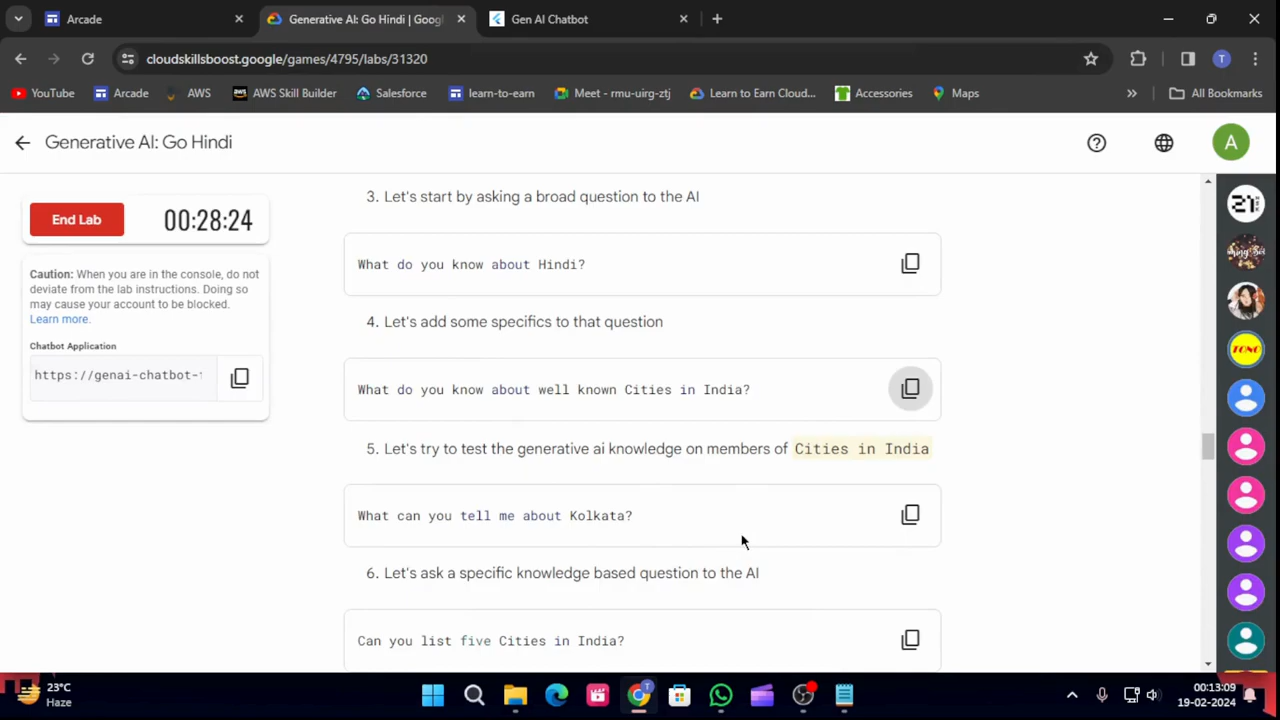 Arcade
Generative AI: Go Hindi | Goog
Gen AI Chatbot
cloudskillsboost.google/games/4795/labs/31320
T
YouTube
Arcade
AWS
AWS Skill Builder
Salesforce
learn-to-earn
Meet - rmu-uirg-ztj
Learn to Earn Cloud...
Accessories
Maps
All Bookmarks
Generative AI: Go Hindi
A
End Lab
00:28:24
Caution: When you are in the console, do not
deviate from the lab instructions. Doing so
may cause your account to be blocked.
Learn more.
Chatbot Application
https://genai-chatbot-
3. Let's start by asking a broad question to the AI
What do you know about Hindi?
4. Let's add some specifics to that question
What do you know about well known Cities in India?
5. Let's try to test the generative ai knowledge on members of Cities in India
What can you tell me about Kolkata?
6. Let's ask a specific knowledge based question to the AI
Can you list five Cities in India?
21
TONO
23°C
Haze
00:13:09
19-02-2024